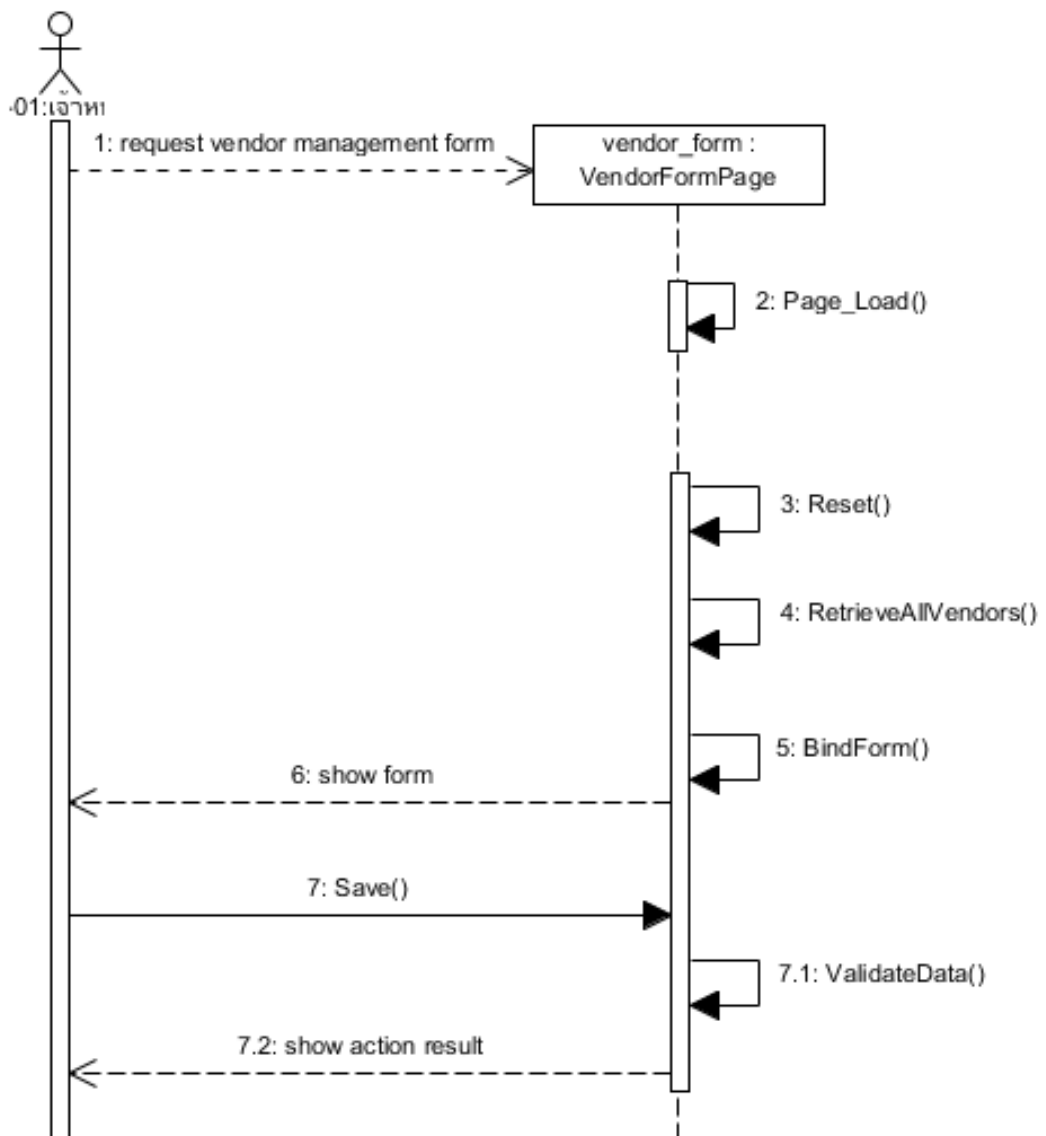 -01:เจ้าหน
1: request vendor management form
vendor_form :
VendorFormPage
2: Page_Load()
3: Reset()
4: RetrieveAllVendors()
5: BindForm()
6: show form
7: Save()
7.1: ValidateData()
7.2: show action result